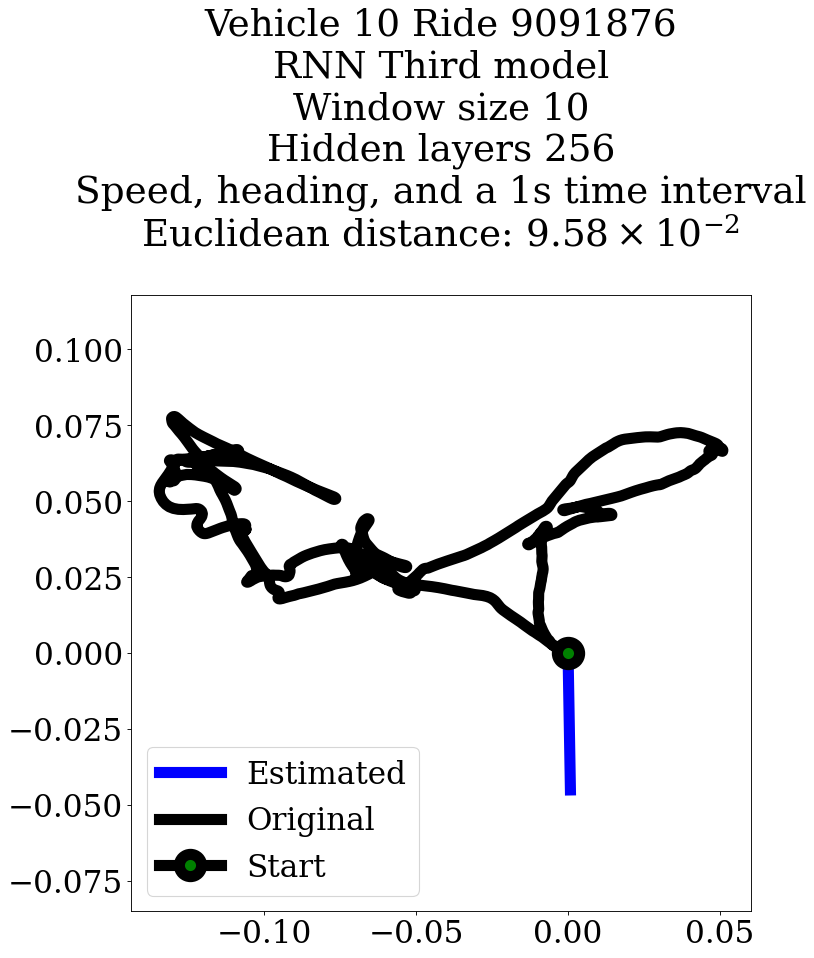 Vehicle 10 Ride 9091876
RNN Third model
Window size 10
Hidden layers 256
Speed, heading, and a 1s time interval
Euclidean distance: 9.58 × 10⁻²
0.100
0.075
0.050
0.025
0.000
−0.025
−0.050
−0.075
Estimated
Original
Start
−0.10
−0.05
0.00
0.05